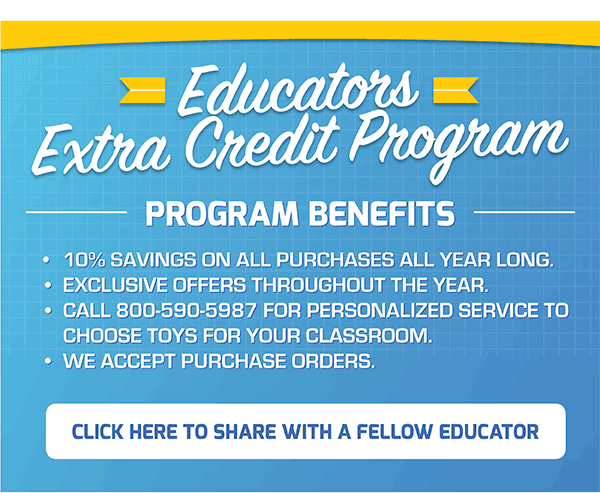 Educators
Extra Credit Program
PROGRAM BENEFITS
• 10% SAVINGS ON ALL PURCHASES ALL YEAR LONG.
• EXCLUSIVE OFFERS THROUGHOUT THE YEAR.
• CALL 800-590-5987 FOR PERSONALIZED SERVICE TO
CHOOSE TOYS FOR YOUR CLASSROOM.
• WE ACCEPT PURCHASE ORDERS.
CLICK HERE TO SHARE WITH A FELLOW EDUCATOR